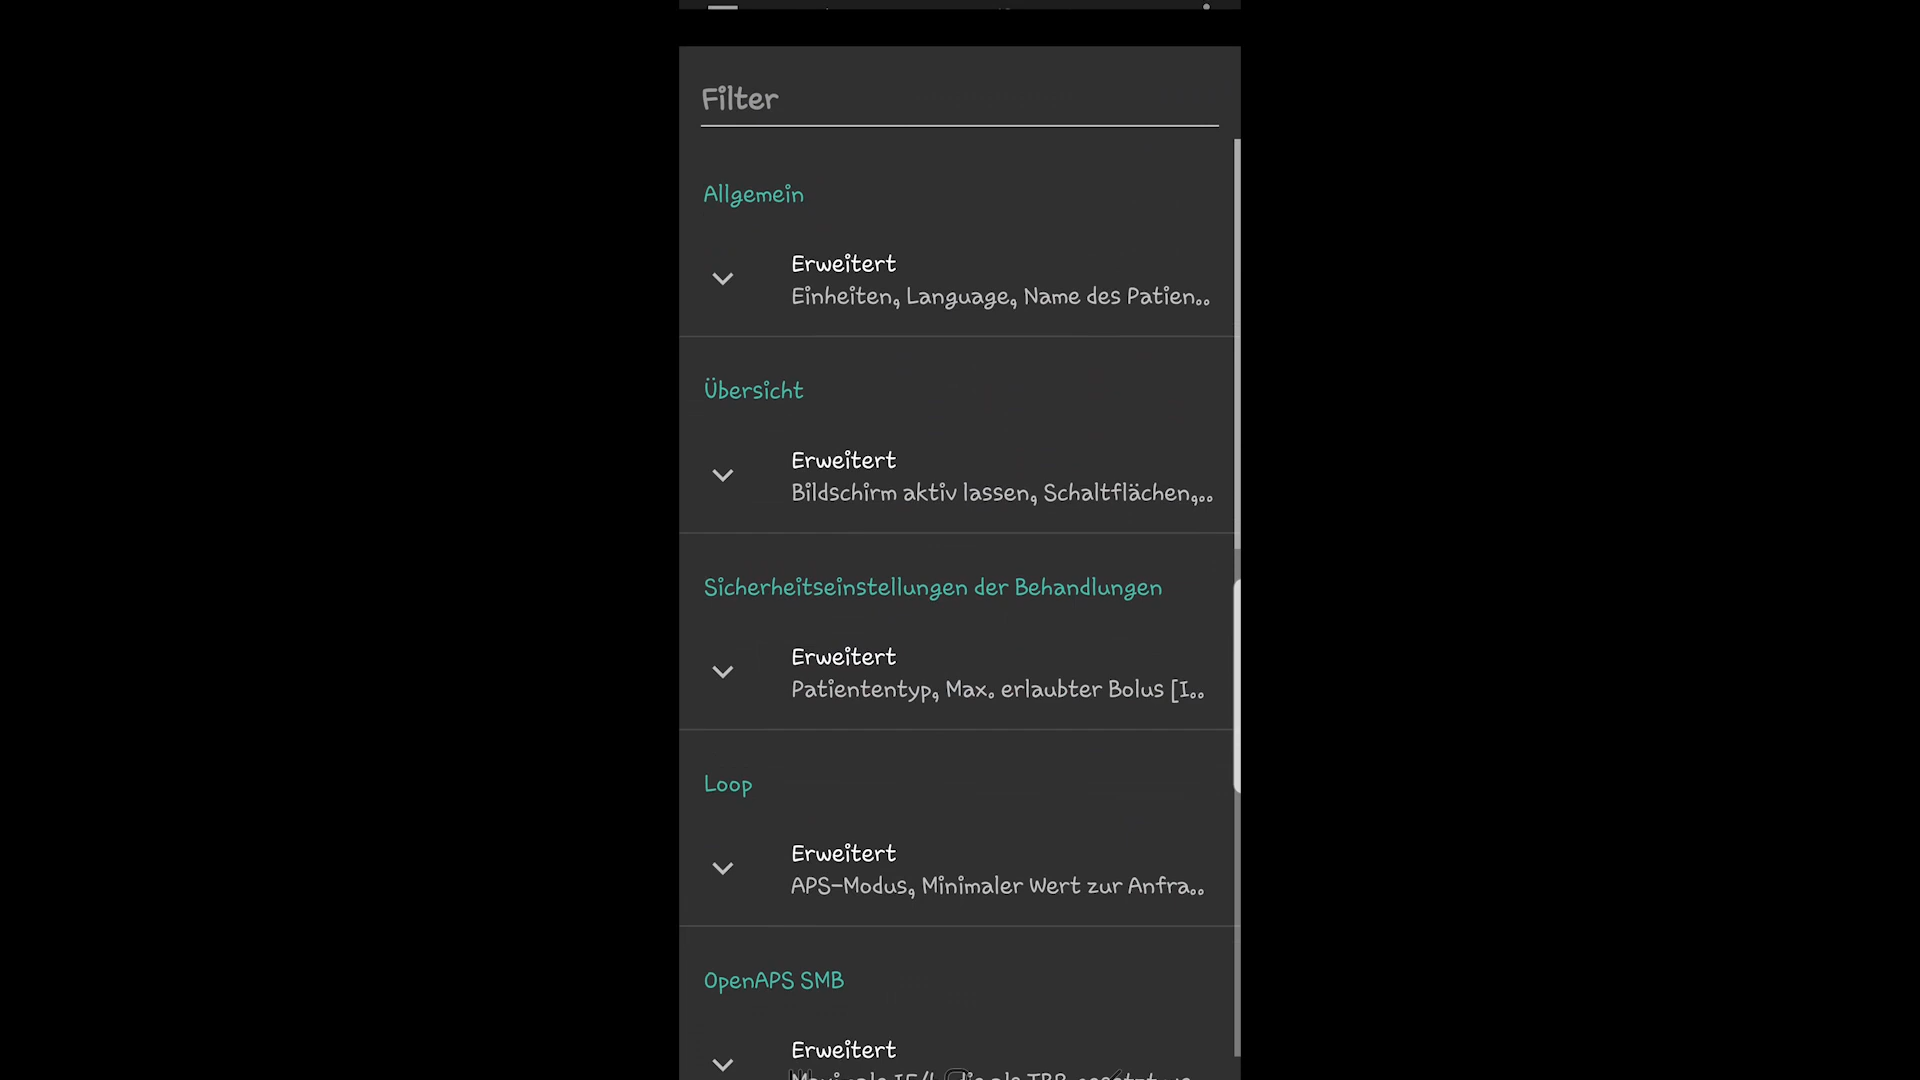 Filter
Allgemein
Erweitert
Einheiten, Language, Name des Patien..
Übersicht
Erweitert
Bildschirm aktiv lassen, Schaltflächen,..
Sicherheitseinstellungen der Behandlungen
Erweitert
Patiententyp, Max. erlaubter Bolus [I..
Loop
Erweitert
APS-Modus, Minimaler Wert zur Anfra..
OpenAPS SMB
Erweitert